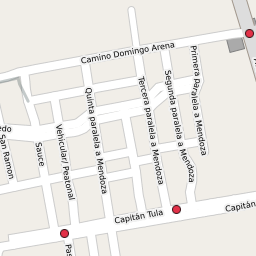 Camino Domingo Arena
Primera Paralela a Mendoza
Segunda paralela a Mendoza
Tercera paralela a Mendoza
Quinta paralela a Mendoza
Vehicular/ Peatonal
Sauce
San Ramon
Capitán Tula
Capitán